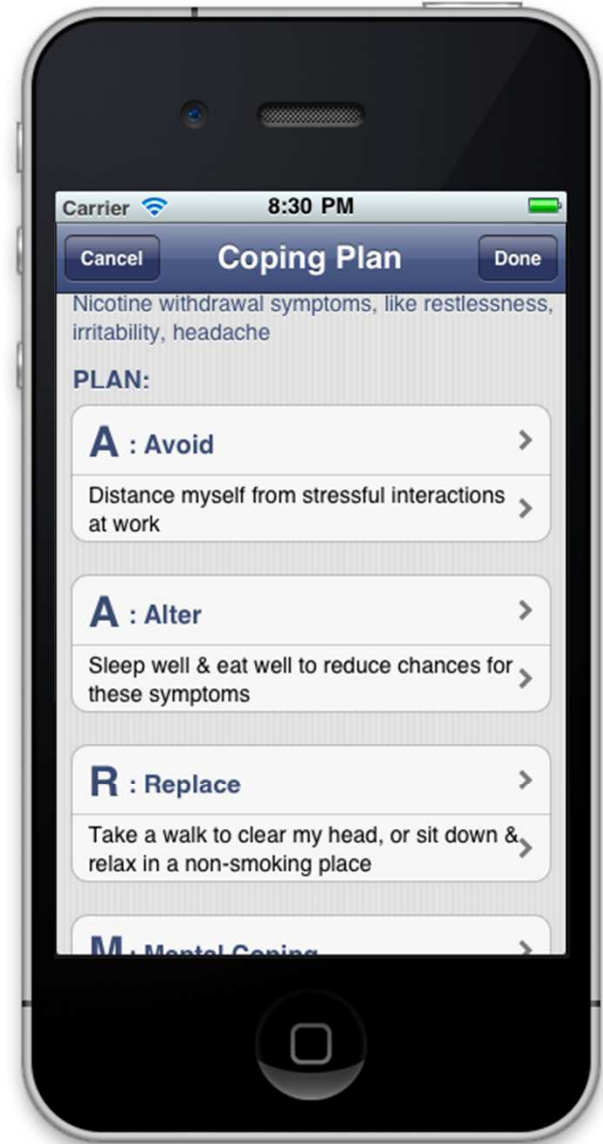 Carrier 8:30 PM
Cancel Coping Plan Done
Nicotine withdrawal symptoms, like restlessness,
irritability, headache
PLAN:
A : Avoid
Distance myself from stressful interactions
at work
A : Alter
Sleep well & eat well to reduce chances for
these symptoms
R : Replace
Take a walk to clear my head, or sit down &
relax in a non-smoking place
M : Mental Coping